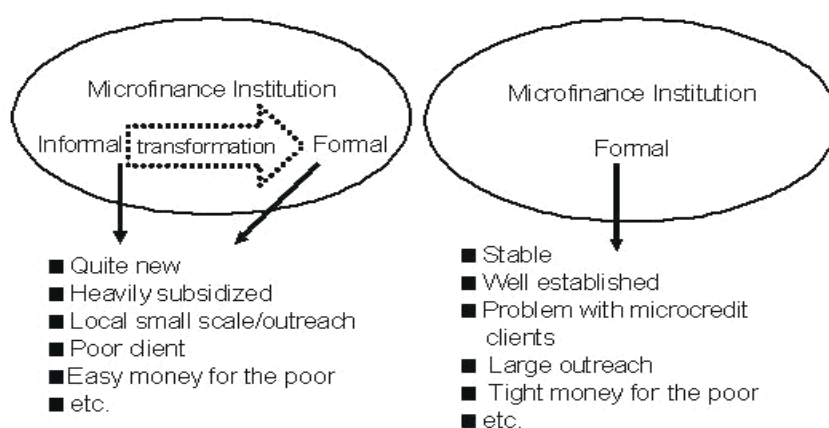 Microfinance Institution
Informal transformation Formal
■ Quite new
■ Heavily subsidized
■ Local small scale/outreach
■ Poor client
■ Easy money for the poor
■ etc.
Microfinance Institution
Formal
■ Stable
■ Well established
■ Problem with microcredit
clients
■ Large outreach
■ Tight money for the poor
■ etc.